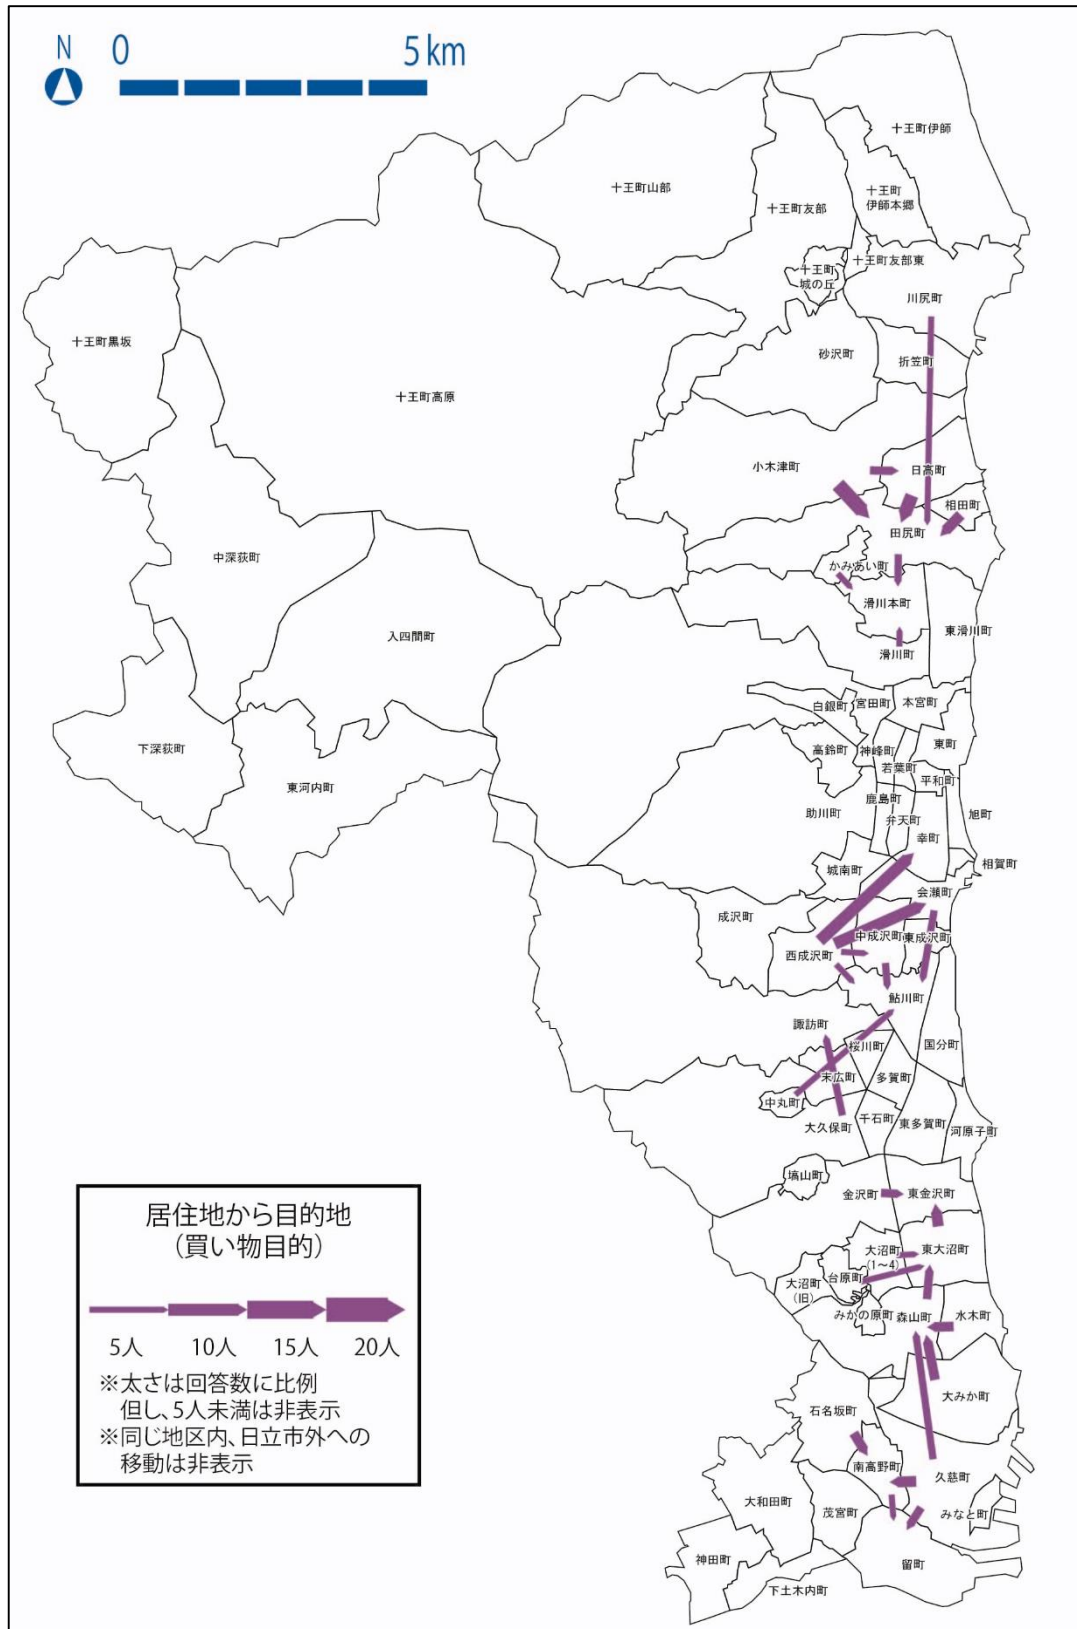 N
0
5km
十王町伊師
十王町山部
十王町
伊師本郷
十王町友部
十王町友部東
十王町
城の丘
川尻町
十王町黒坂
砂沢町
折笠町
十王町高原
小木津町
日高町
相田町
田尻町
中深荻町
かみあい町
滑川本町
東滑川町
入四間町
滑川町
白銀町
宮田町
本宮町
下深荻町
高鈴町
神峰町
東町
若葉町
平和町
東河内町
鹿島町
助川町
弁天町
旭町
幸町
相賀町
城南町
会瀬町
成沢町
中成沢町
東成沢町
西成沢町
鮎川町
諏訪町
桜川町
国分町
末広町
多賀町
中丸町
大久保町
千石町
東多賀町
河原子町
塙山町
金沢町
東金沢町
大沼町
(1～4)
東大沼町
台原町
大沼町
(旧)
みかの原町
森山町
水木町
大みか町
石名坂町
南高野町
久慈町
大和田町
茂宮町
みなと町
神田町
留町
下土木内町
居住地から目的地
(買い物目的)
5人
10人
15人
20人
※太さは回答数に比例
但し、5人未満は非表示
※同じ地区内、日立市外への
移動は非表示